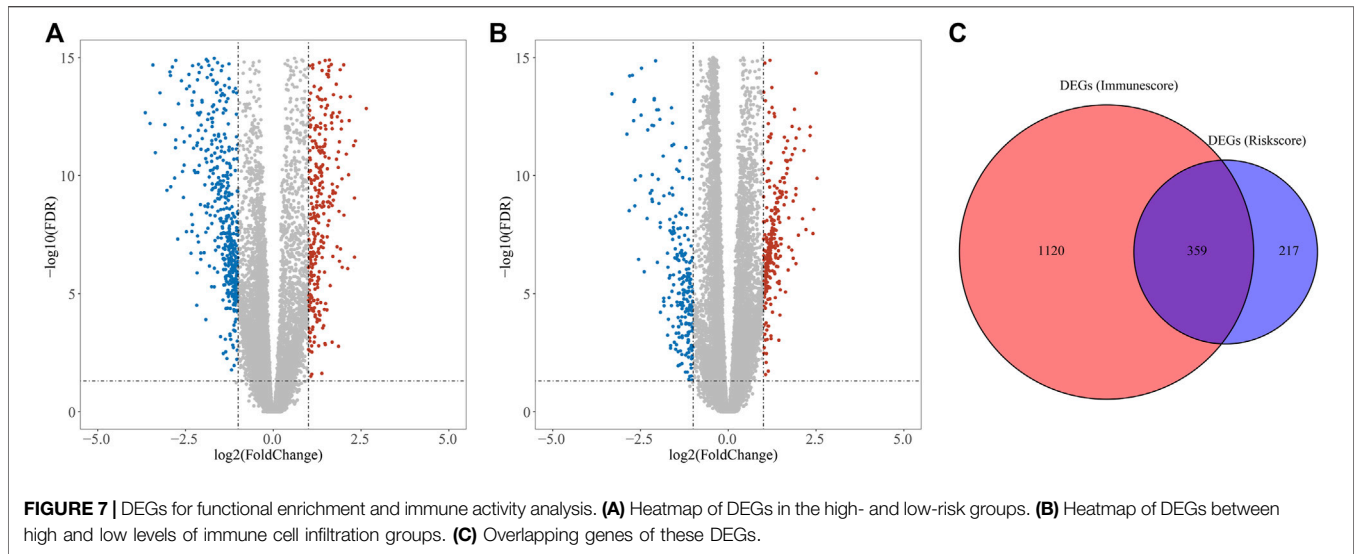 A
15
10
5
0
−log10(FDR)
−5.0
−2.5
0.0
2.5
5.0
log2(FoldChange)
B
15
10
5
0
−log10(FDR)
−5.0
−2.5
0.0
2.5
5.0
log2(FoldChange)
C
DEGs (Immunescore)
DEGs (Riskscore)
1120
359
217
FIGURE 7 | DEGs for functional enrichment and immune activity analysis. (A) Heatmap of DEGs in the high- and low-risk groups. (B) Heatmap of DEGs between
high and low levels of immune cell infiltration groups. (C) Overlapping genes of these DEGs.